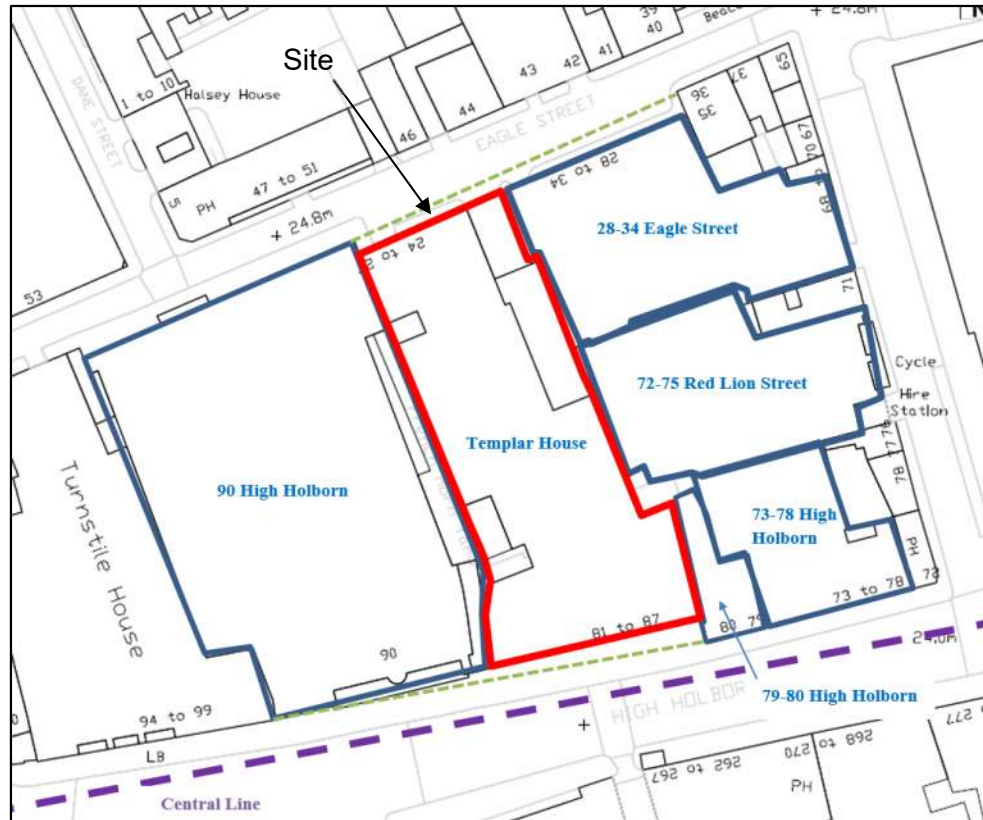 + 24.8m
N
39
40
Beac
41
42
43
44
46
37
65
36
35
Site
1 to 10
Halsey House
DANE STREET
EAGLE STREET
67
70
68 to
47 to 51
PH
5
+ 24.8m
28 to 34
28-34 Eagle Street
24 to
53
71
72-75 Red Lion Street
Cycle
Hire
Station
Templar House
90 High Holborn
Turnstile House
77
78
73-78 High
Holborn
PH
72
73 to 78
81 to 87
80
79
24.0m
90
HIGH HOLBOR
79-80 High Holborn
94 to 99
LB
277
268 to 270
262 to 267
PH
Central Line